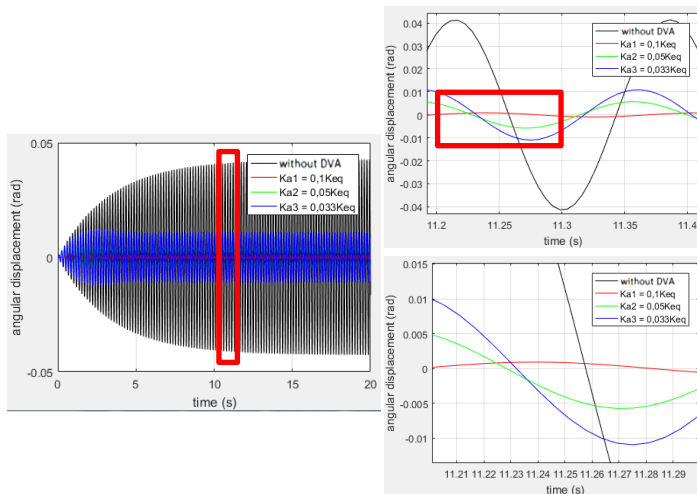 angular displacement (rad)
0.05
0
-0.05
0
5
10
15
20
time (s)
without DVA
Ka1 = 0,1Keq
Ka2 = 0,05Keq
Ka3 = 0,033Keq
angular displacement (rad)
0.04
0.03
0.02
0.01
0
-0.01
-0.02
-0.03
-0.04
11.2
11.25
11.3
11.35
11.4
time (s)
without DVA
Ka1 = 0,1Keq
Ka2 = 0,05Keq
Ka3 = 0,033Keq
angular displacement (rad)
0.015
0.01
0.005
0
-0.005
-0.01
11.21 11.22 11.23 11.24 11.25 11.26 11.27 11.28 11.29
time (s)
without DVA
Ka1 = 0,1Keq
Ka2 = 0,05Keq
Ka3 = 0,033Keq